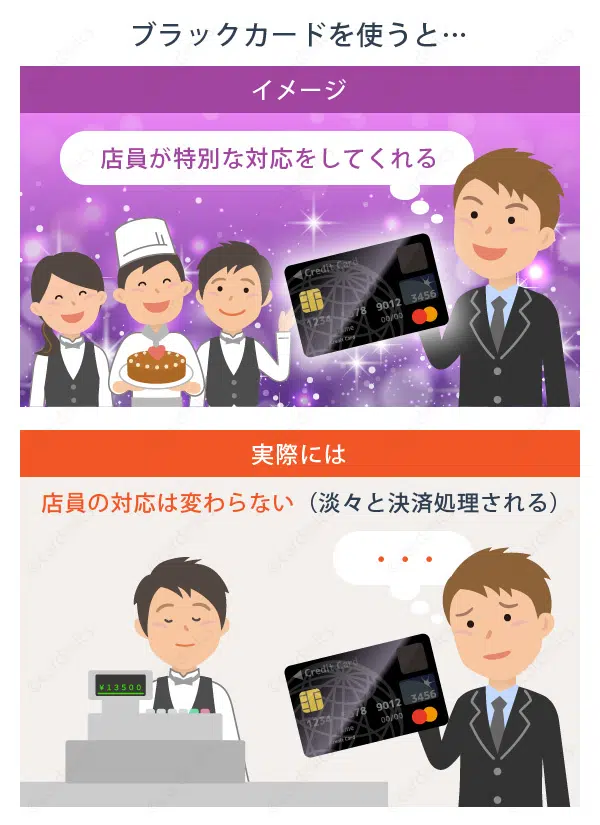 ブラックカードを使うと…
イメージ
店員が特別な対応をしてくれる
Credit Card
1234 5678 9012 3456
00/00
実際には
店員の対応は変わらない（淡々と決済処理される）
・・・
¥13500
Credit Card
1234 5678 9012 3456
00/00